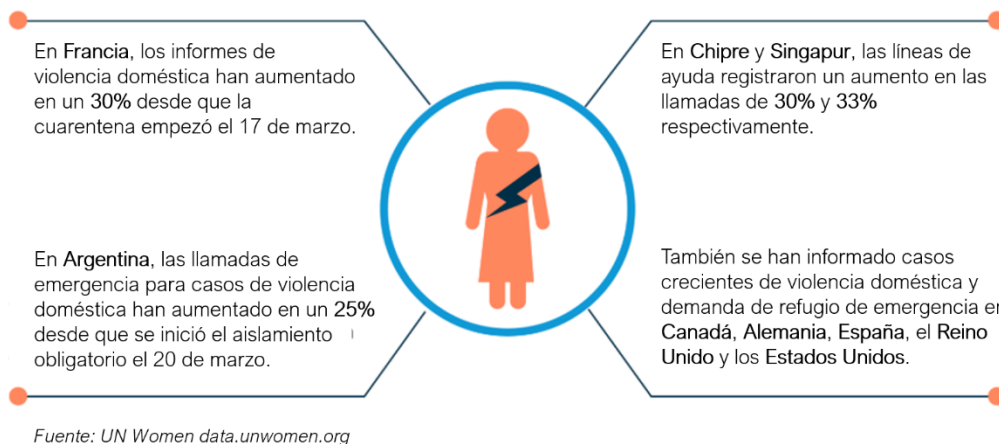 En Francia, los informes de
violencia doméstica han aumentado
en un 30% desde que la
cuarentena empezó el 17 de marzo.
En Chipre y Singapur, las líneas de
ayuda registraron un aumento en las
llamadas de 30% y 33%
respectivamente.
En Argentina, las llamadas de
emergencia para casos de violencia
doméstica han aumentado en un 25%
desde que se inició el aislamiento
obligatorio el 20 de marzo.
También se han informado casos
crecientes de violencia doméstica y
demanda de refugio de emergencia en
Canadá, Alemania, España, el Reino
Unido y los Estados Unidos.
Fuente: UN Women data.unwomen.org